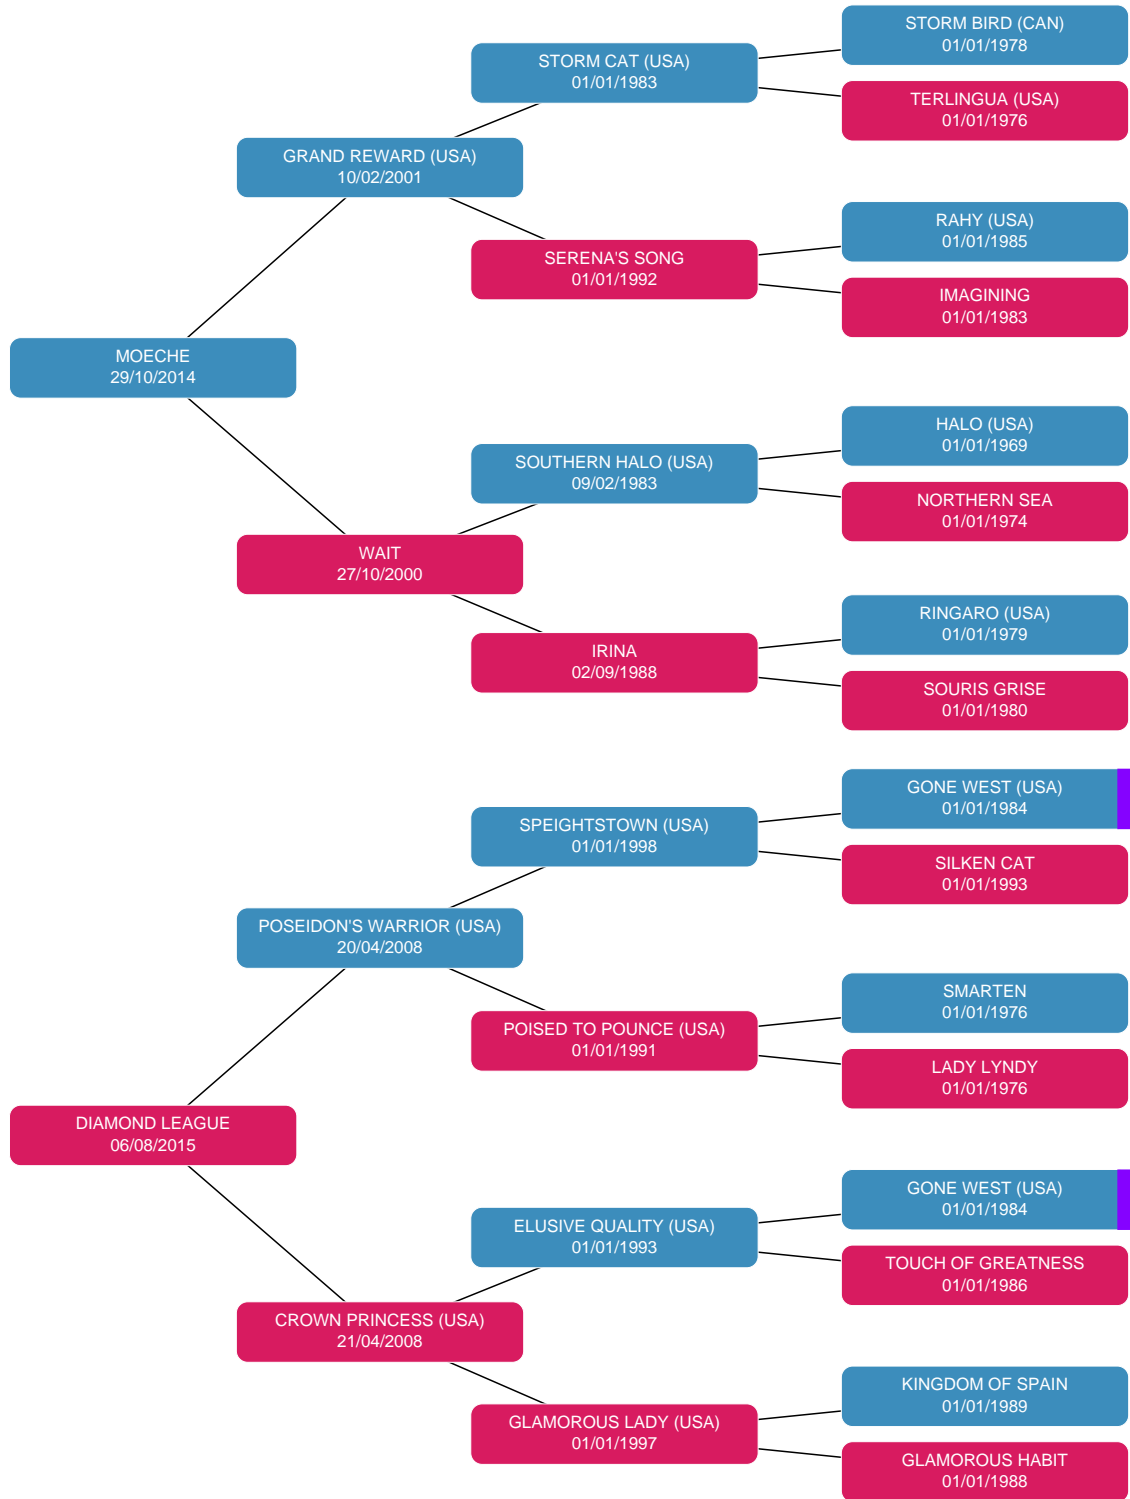 STORM BIRD (CAN)
01/01/1978
STORM CAT (USA)
01/01/1983
TERLINGUA (USA)
01/01/1976
GRAND REWARD (USA)
10/02/2001
RAHY (USA)
01/01/1985
SERENA'S SONG
01/01/1992
IMAGINING
01/01/1983
MOECHE
29/10/2014
HALO (USA)
01/01/1969
SOUTHERN HALO (USA)
09/02/1983
NORTHERN SEA
01/01/1974
WAIT
27/10/2000
RINGARO (USA)
01/01/1979
IRINA
02/09/1988
SOURIS GRISE
01/01/1980
GONE WEST (USA)
01/01/1984
SPEIGHTSTOWN (USA)
01/01/1998
SILKEN CAT
01/01/1993
POSEIDON'S WARRIOR (USA)
20/04/2008
SMARTEN
01/01/1976
POISED TO POUNCE (USA)
01/01/1991
LADY LYNDY
01/01/1976
DIAMOND LEAGUE
06/08/2015
GONE WEST (USA)
01/01/1984
ELUSIVE QUALITY (USA)
01/01/1993
TOUCH OF GREATNESS
01/01/1986
CROWN PRINCESS (USA)
21/04/2008
KINGDOM OF SPAIN
01/01/1989
GLAMOROUS LADY (USA)
01/01/1997
GLAMOROUS HABIT
01/01/1988